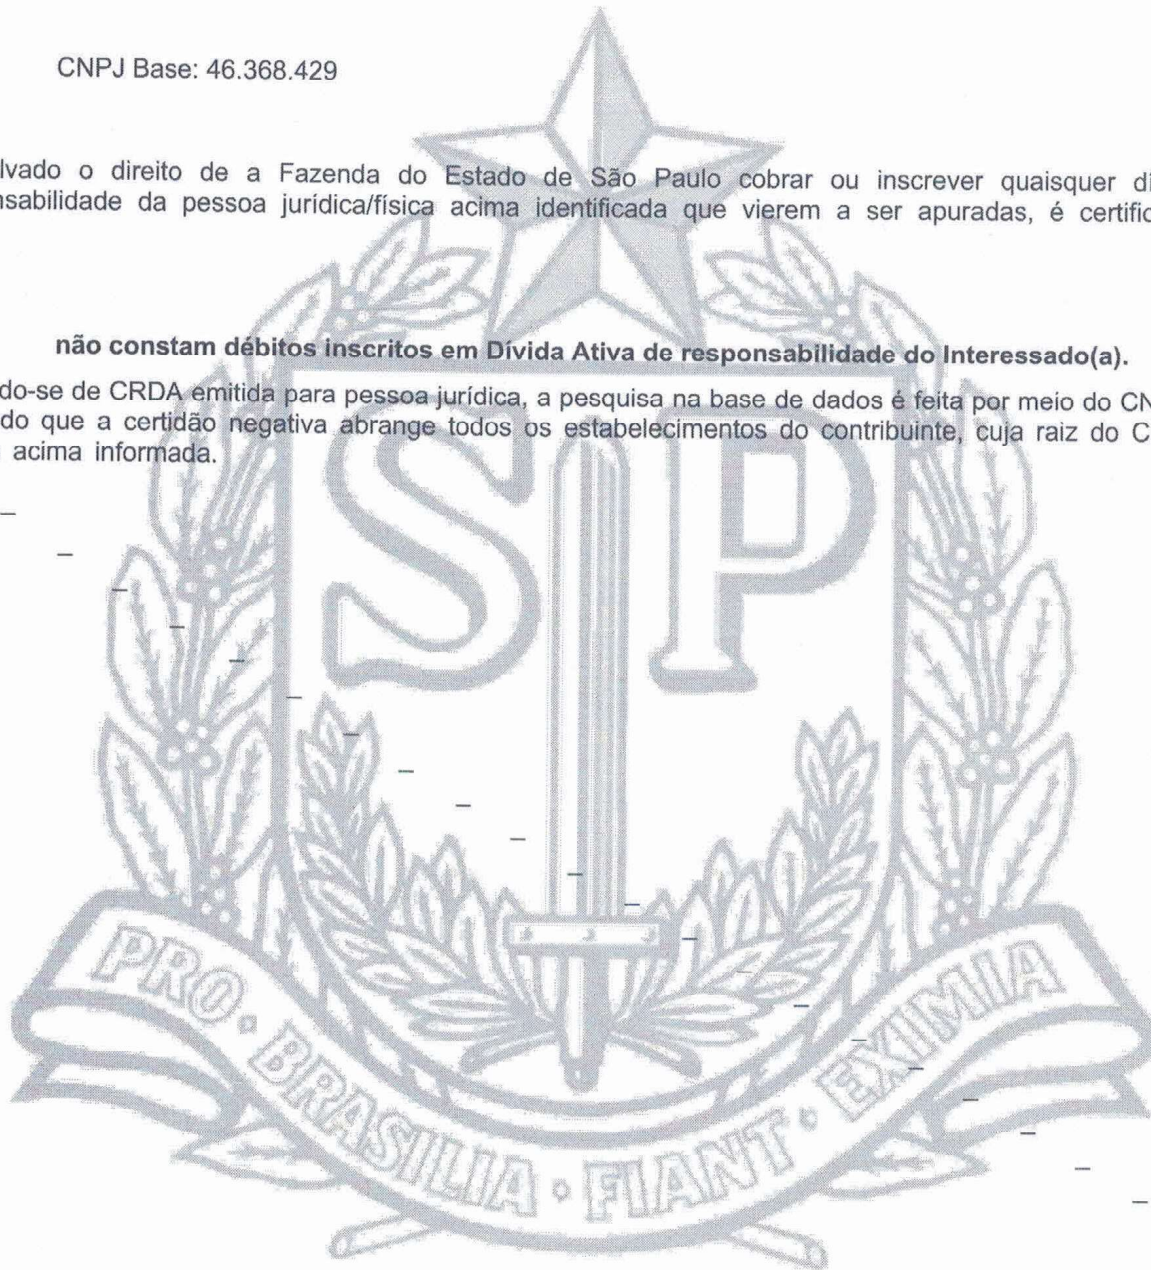 CNPJ Base: 46.368.429
lvado o direito de a Fazenda do Estado de São Paulo cobrar ou inscrever quaisquer di
nsabilidade da pessoa jurídica/física acima identificada que vierem a ser apuradas, é certific
não constam débitos inscritos em Dívida Ativa de responsabilidade do Interessado(a).
do-se de CRDA emitida para pessoa jurídica, a pesquisa na base de dados é feita por meio do CN
do que a certidão negativa abrange todos os estabelecimentos do contribuinte, cuja raiz do C
acima informada.
SP
PRO · BRASILIA · FIANT · EXIMIA